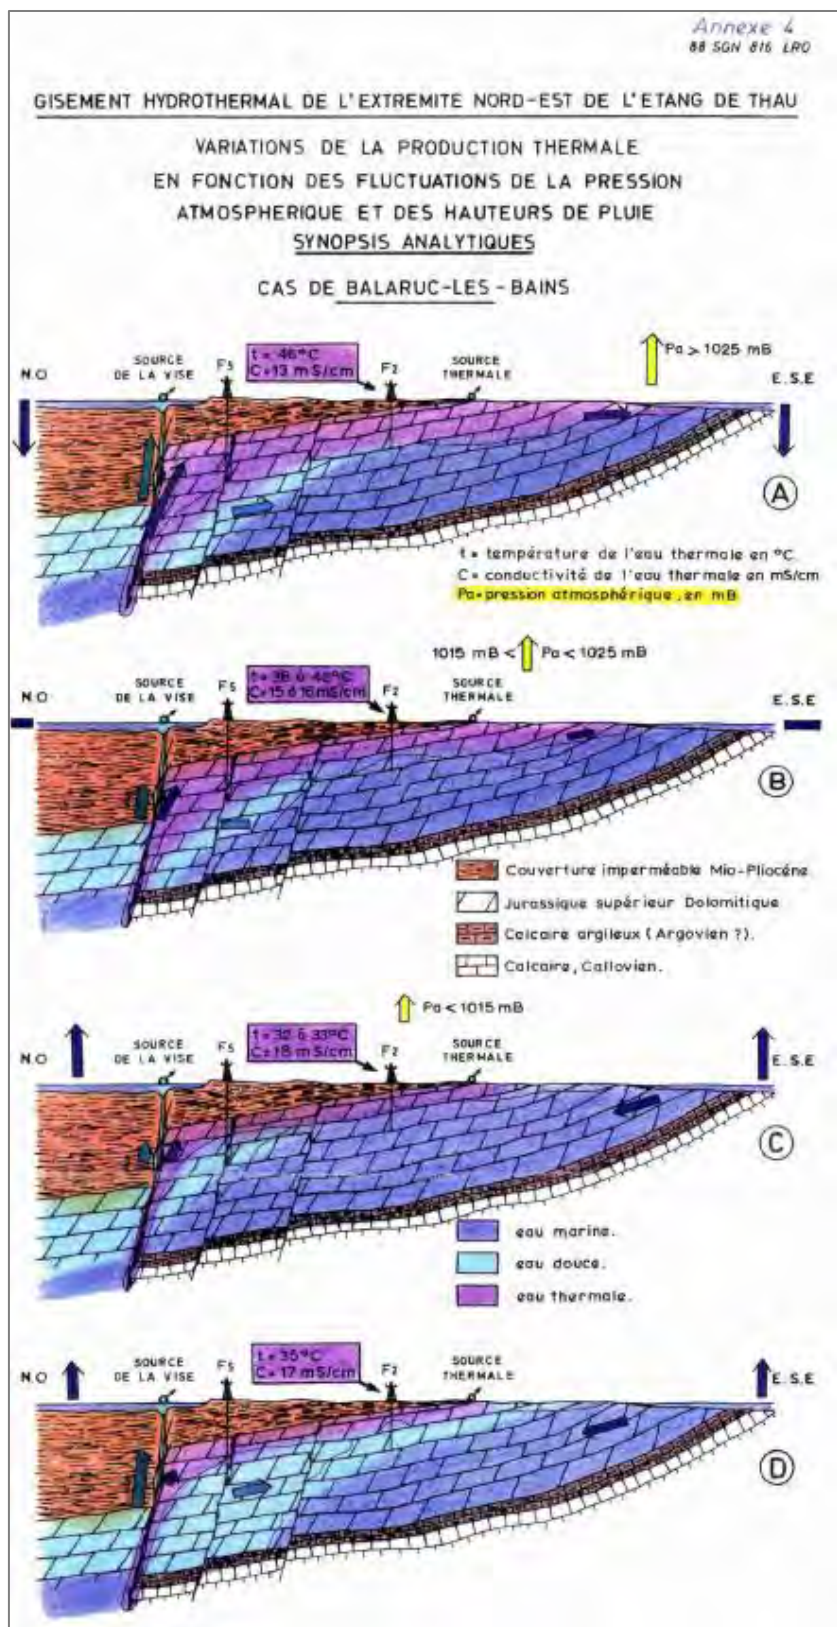 Annexe 4
88 SGN 816 LRO
GISEMENT HYDROTHERMAL DE L'EXTREMITE NORD-EST DE L'ETANG DE THAU
VARIATIONS DE LA PRODUCTION THERMALE
EN FONCTION DES FLUCTUATIONS DE LA PRESSION
ATMOSPHERIQUE ET DES HAUTEURS DE PLUIE
SYNOPSIS ANALYTIQUES
CAS DE BALARUC-LES-BAINS
Pa > 1025 mB
t = 46°C
C=13 mS/cm
N.O
SOURCE
DE LA VISE
F5
F2
SOURCE
THERMALE
E.S.E
A
t = température de l'eau thermale en °C
C = conductivité de l'eau thermale en mS/cm
Pa=pression atmosphérique, en mB
1015 mB < Pa < 1025 mB
C=15 à 16mS/cm
N.O
SOURCE
DE LA VISE
F5
F2
SOURCE
THERMALE
E.S.E
B
Couverture imperméable Mio-Pliocéne
Jurassique supérieur Dolomitique
Calcaire argileux (Argovien ?).
Calcaire, Callovien.
Pa < 1015 mB
t = 32 à 33°C
C=18 mS/cm
N.O
SOURCE
DE LA VISE
F5
F2
SOURCE
THERMALE
E.S.E
C
eau marine.
eau douce.
eau thermale.
t = 35°C
C= 17 mS/cm
N.O
SOURCE
DE LA VISE
F5
F2
SOURCE
THERMALE
E.S.E
D